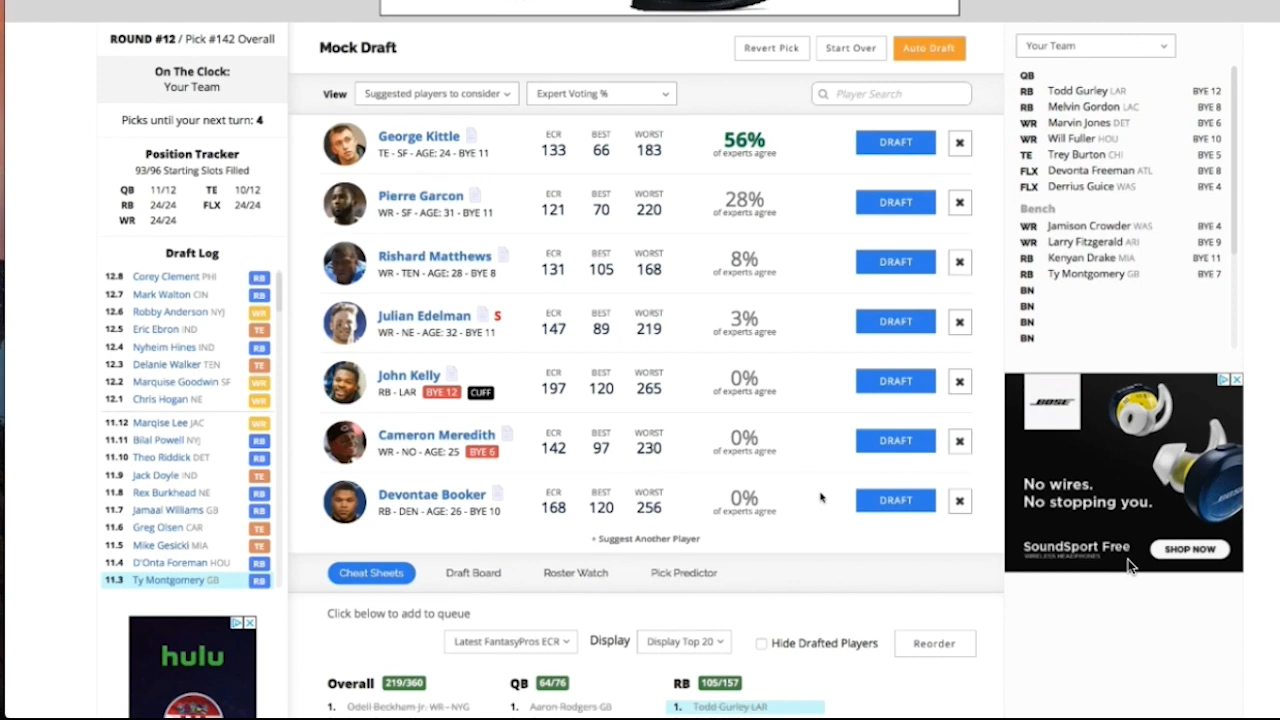 ROUND #12 / Pick #142 Overall
On The Clock:
Your Team
Picks until your next turn: 4
Position Tracker
93/96 Starting Slots Filled
QB 11/12 TE 10/12
RB 24/24 FLX 24/24
WR 24/24
Draft Log
12.8 Corey Clement PHI RB
12.7 Mark Walton CIN RB
12.6 Robby Anderson NYJ WR
12.5 Eric Ebron IND TE
12.4 Nyheim Hines IND RB
12.3 Delanie Walker TEN TE
12.2 Marquise Goodwin SF WR
12.1 Chris Hogan NE WR
11.12 Marqise Lee JAC WR
11.11 Bilal Powell NYJ RB
11.10 Theo Riddick DET RB
11.9 Jack Doyle IND TE
11.8 Rex Burkhead NE RB
11.7 Jamaal Williams GB RB
11.6 Greg Olsen CAR TE
11.5 Mike Gesicki MIA TE
11.4 D'Onta Foreman HOU RB
11.3 Ty Montgomery GB RB
hulu
Mock Draft
Revert Pick Start Over Auto Draft
View Suggested players to consider Expert Voting % Player Search
George Kittle ECR BEST WORST 56% DRAFT
TE - SF - AGE: 24 - BYE 11 133 66 183 of experts agree
Pierre Garcon ECR BEST WORST 28% DRAFT
WR - SF - AGE: 31 - BYE 11 121 70 220 of experts agree
Rishard Matthews ECR BEST WORST 8% DRAFT
WR - TEN - AGE: 28 - BYE 8 131 105 168 of experts agree
Julian Edelman S ECR BEST WORST 3% DRAFT
WR - NE - AGE: 32 - BYE 11 147 89 219 of experts agree
John Kelly ECR BEST WORST 0% DRAFT
RB - LAR BYE 12 CUFF 197 120 265 of experts agree
Cameron Meredith ECR BEST WORST 0% DRAFT
WR - NO - AGE: 25 BYE 6 142 97 230 of experts agree
Devontae Booker ECR BEST WORST 0% DRAFT
RB - DEN - AGE: 26 - BYE 10 168 120 256 of experts agree
+ Suggest Another Player
Cheat Sheets Draft Board Roster Watch Pick Predictor
Click below to add to queue
Latest FantasyPros ECR Display Display Top 20 Hide Drafted Players Reorder
Overall 219/360 QB 64/76 RB 105/157
1. Odell Beckham Jr. WR - NYG 1. Aaron Rodgers GB 1. Todd Gurley LAR
Your Team
QB
RB Todd Gurley LAR BYE 12
RB Melvin Gordon LAC BYE 8
WR Marvin Jones DET BYE 6
WR Will Fuller HOU BYE 10
TE Trey Burton CHI BYE 5
FLX Devonta Freeman ATL BYE 8
FLX Derrius Guice WAS BYE 4
Bench
WR Jamison Crowder WAS BYE 4
WR Larry Fitzgerald ARI BYE 9
RB Kenyan Drake MIA BYE 11
RB Ty Montgomery GB BYE 7
BN
BN
BN
BN
BOSE
No wires.
No stopping you.
SoundSport Free
WIRELESS HEADPHONES
SHOP NOW